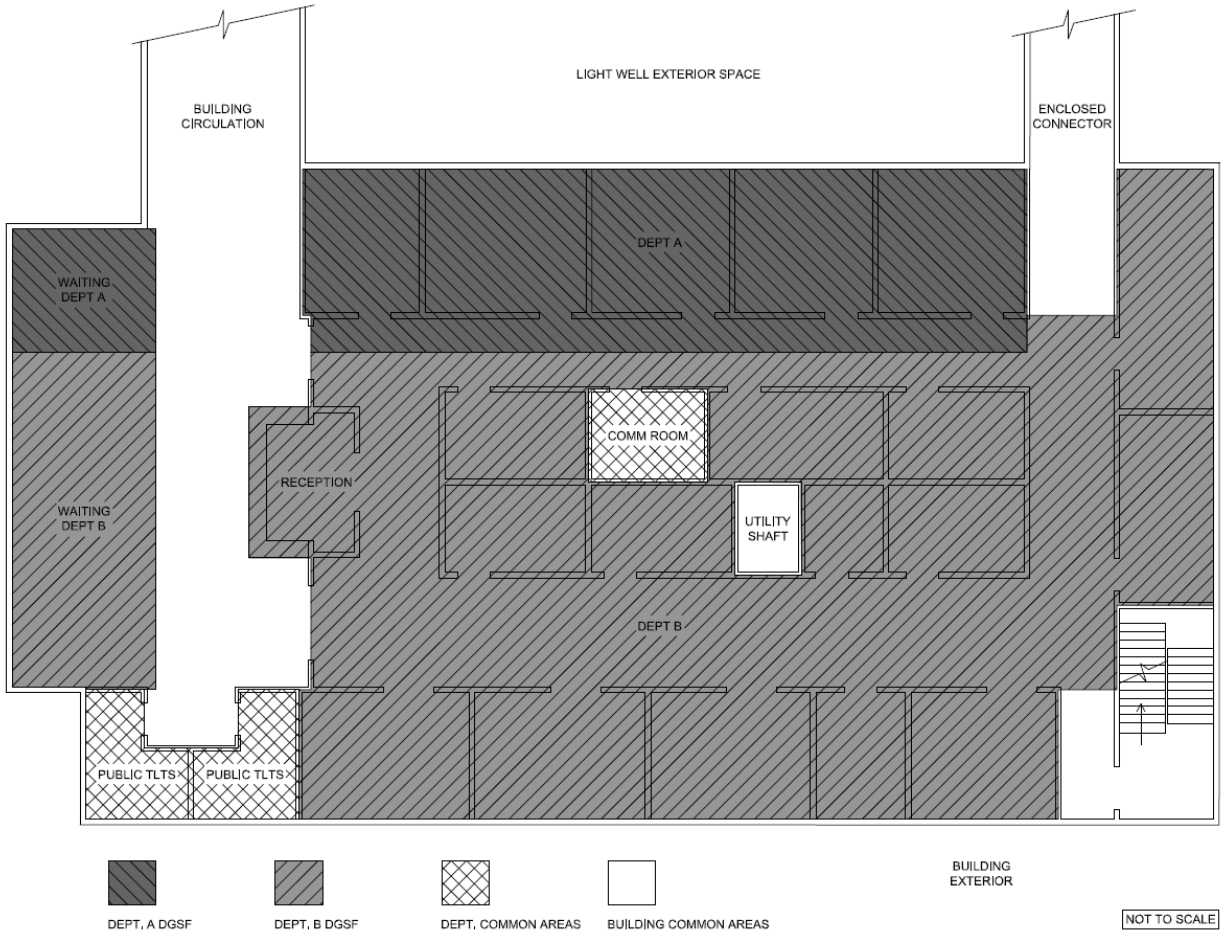 LIGHT WELL EXTERIOR SPACE
BUILDING
CIRCULATION
ENCLOSED
CONNECTOR
DEPT A
WAITING
DEPT A
COMM ROOM
RECEPTION
WAITING
DEPT B
UTILITY
SHAFT
DEPT B
PUBLIC TLTS
PUBLIC TLTS
BUILDING
EXTERIOR
DEPT, A DGSF
DEPT, B DGSF
DEPT, COMMON AREAS
BUILDING COMMON AREAS
NOT TO SCALE